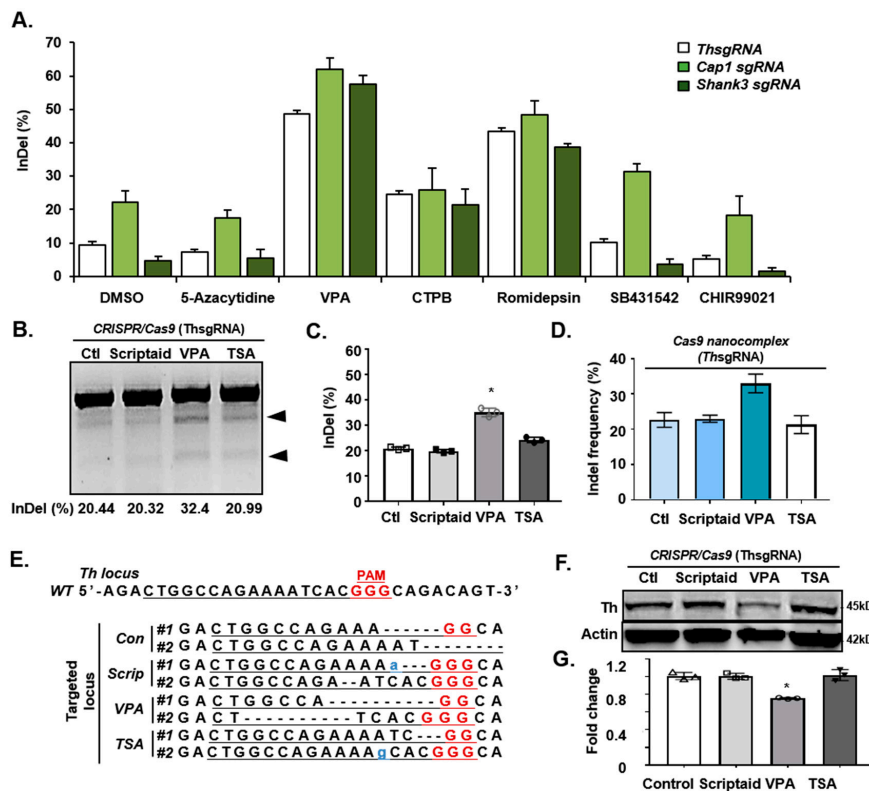 A.
InDel (%)
70
60
50
40
30
20
10
0
ThsgRNA
Cap1 sgRNA
Shank3 sgRNA
DMSO 5-Azacytidine VPA CTPB Romidepsin SB431542 CHIR99021
B.
CRISPR/Cas9 (ThsgRNA)
Ctl Scriptaid VPA TSA
InDel (%) 20.44 20.32 32.4 20.99
C.
InDel (%)
60
50
40
30
20
10
0
*
Ctl Scriptaid VPA TSA
D.
Cas9 nanocomplex
(ThsgRNA)
Indel frequency (%)
40
30
20
10
0
Ctl Scriptaid VPA TSA
E.
Th locus PAM
WT 5’-AGACTGGCCAGAAAATCACGGGCAGACAGT-3’
Targeted locus
Con #1 GACTGGCCAGAAA------GGCA
#2 GACTGGCCAGAAAAT--------
Scrip #1 GACTGGCCAGAAAAa---GGGCA
#2 GACTGGCCAGA--ATCACGGGCA
VPA #1 GACTGGCCA-----------GGCA
#2 GACT----------TCACGGGCA
TSA #1 GACTGGCCAGAAAATC---GGCA
#2 GACTGGCCAGAAAAgCACGGGCA
F.
CRISPR/Cas9 (ThsgRNA)
Ctl Scriptaid VPA TSA
Th 45kD
Actin 42kD
G.
Fold change
1.2
0.8
0.4
0
*
Control Scriptaid VPA TSA